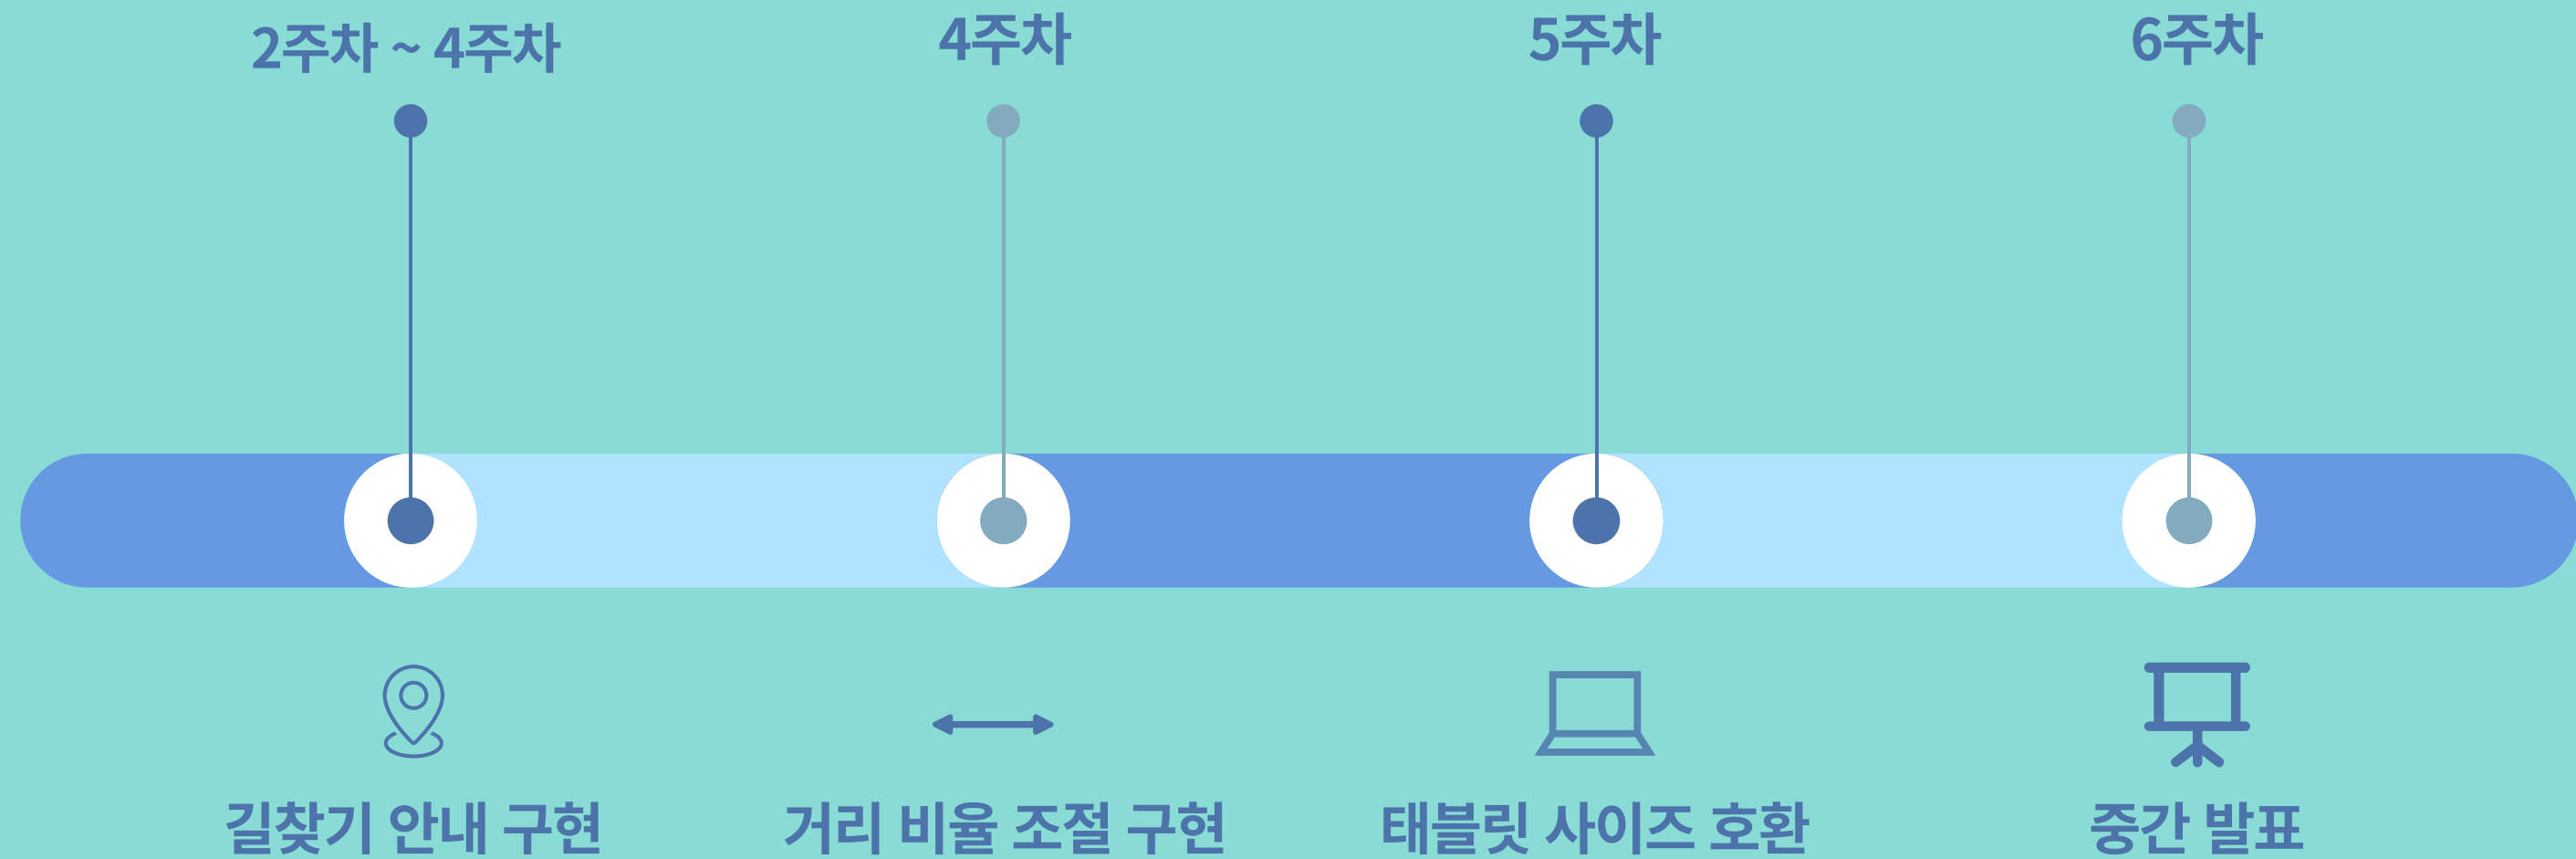 2주차 ~ 4주차
4주차
5주차
6주차
길찾기 안내 구현
거리 비율 조절 구현
태블릿 사이즈 호환
중간 발표